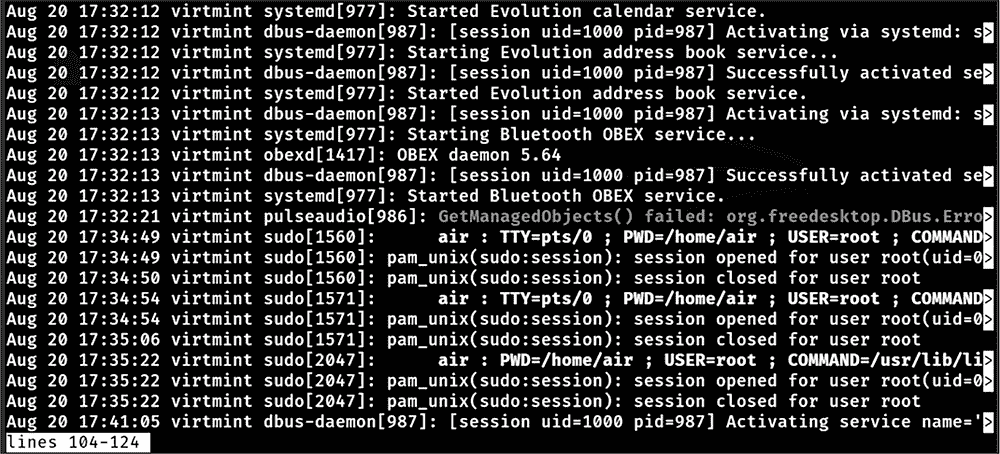 Aug 20 17:32:12 virtmint systemd[977]: Started Evolution calendar service.
Aug 20 17:32:12 virtmint dbus-daemon[987]: [session uid=1000 pid=987] Activating via systemd: s>
Aug 20 17:32:12 virtmint systemd[977]: Starting Evolution address book service...
Aug 20 17:32:12 virtmint dbus-daemon[987]: [session uid=1000 pid=987] Successfully activated se>
Aug 20 17:32:12 virtmint systemd[977]: Started Evolution address book service.
Aug 20 17:32:13 virtmint dbus-daemon[987]: [session uid=1000 pid=987] Activating via systemd: s>
Aug 20 17:32:13 virtmint systemd[977]: Starting Bluetooth OBEX service...
Aug 20 17:32:13 virtmint obexd[1417]: OBEX daemon 5.64
Aug 20 17:32:13 virtmint dbus-daemon[987]: [session uid=1000 pid=987] Successfully activated se>
Aug 20 17:32:13 virtmint systemd[977]: Started Bluetooth OBEX service.
Aug 20 17:32:21 virtmint pulseaudio[986]: GetManagedObjects() failed: org.freedesktop.DBus.Erro>
Aug 20 17:34:49 virtmint sudo[1560]:      air : TTY=pts/0 ; PWD=/home/air ; USER=root ; COMMAND>
Aug 20 17:34:49 virtmint sudo[1560]: pam_unix(sudo:session): session opened for user root(uid=0>
Aug 20 17:34:50 virtmint sudo[1560]: pam_unix(sudo:session): session closed for user root
Aug 20 17:34:54 virtmint sudo[1571]:      air : TTY=pts/0 ; PWD=/home/air ; USER=root ; COMMAND>
Aug 20 17:34:54 virtmint sudo[1571]: pam_unix(sudo:session): session opened for user root(uid=0>
Aug 20 17:35:06 virtmint sudo[1571]: pam_unix(sudo:session): session closed for user root
Aug 20 17:35:22 virtmint sudo[2047]:      air : PWD=/home/air ; USER=root ; COMMAND=/usr/lib/li>
Aug 20 17:35:22 virtmint sudo[2047]: pam_unix(sudo:session): session opened for user root(uid=0>
Aug 20 17:35:22 virtmint sudo[2047]: pam_unix(sudo:session): session closed for user root
Aug 20 17:41:05 virtmint dbus-daemon[987]: [session uid=1000 pid=987] Activating service name='>
lines 104-124